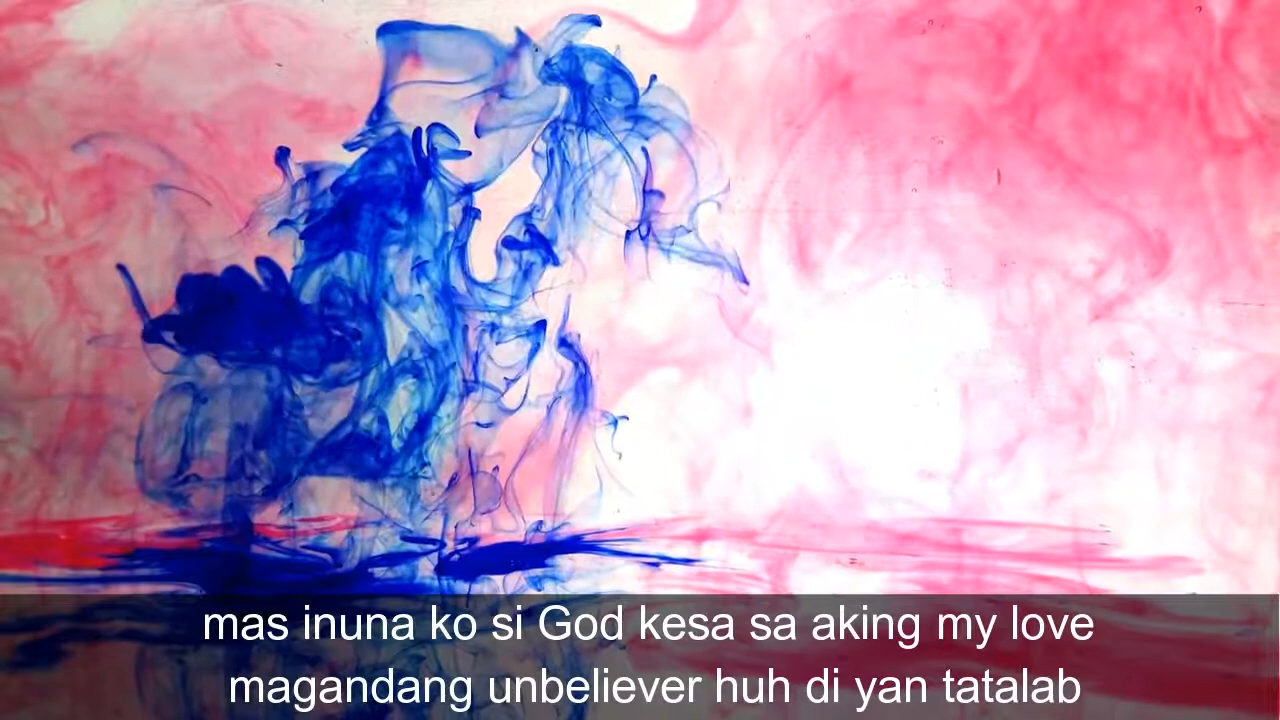 mas inuna ko si God kesa sa aking my love
magandang unbeliever huh di yan tatalab